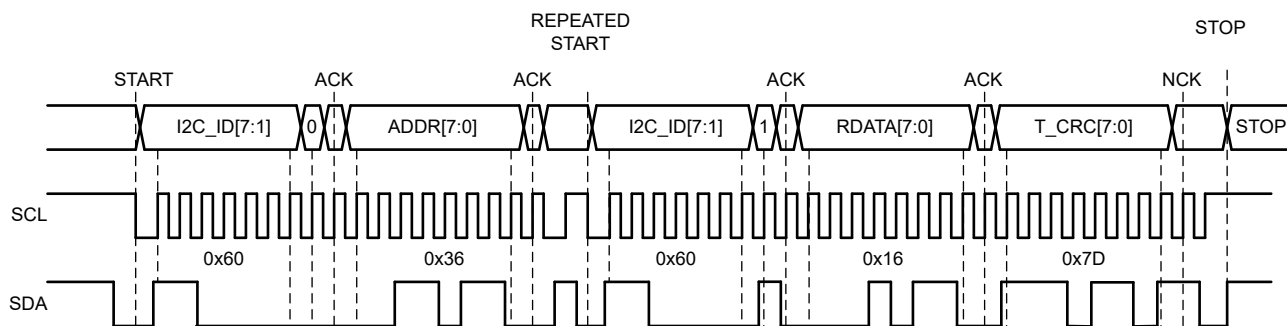 REPEATED
START
STOP
START
ACK
ACK
ACK
ACK
NCK
I2C_ID[7:1]
0
ADDR[7:0]
I2C_ID[7:1]
1
RDATA[7:0]
T_CRC[7:0]
STOP
SCL
0x60
0x36
0x60
0x16
0x7D
SDA